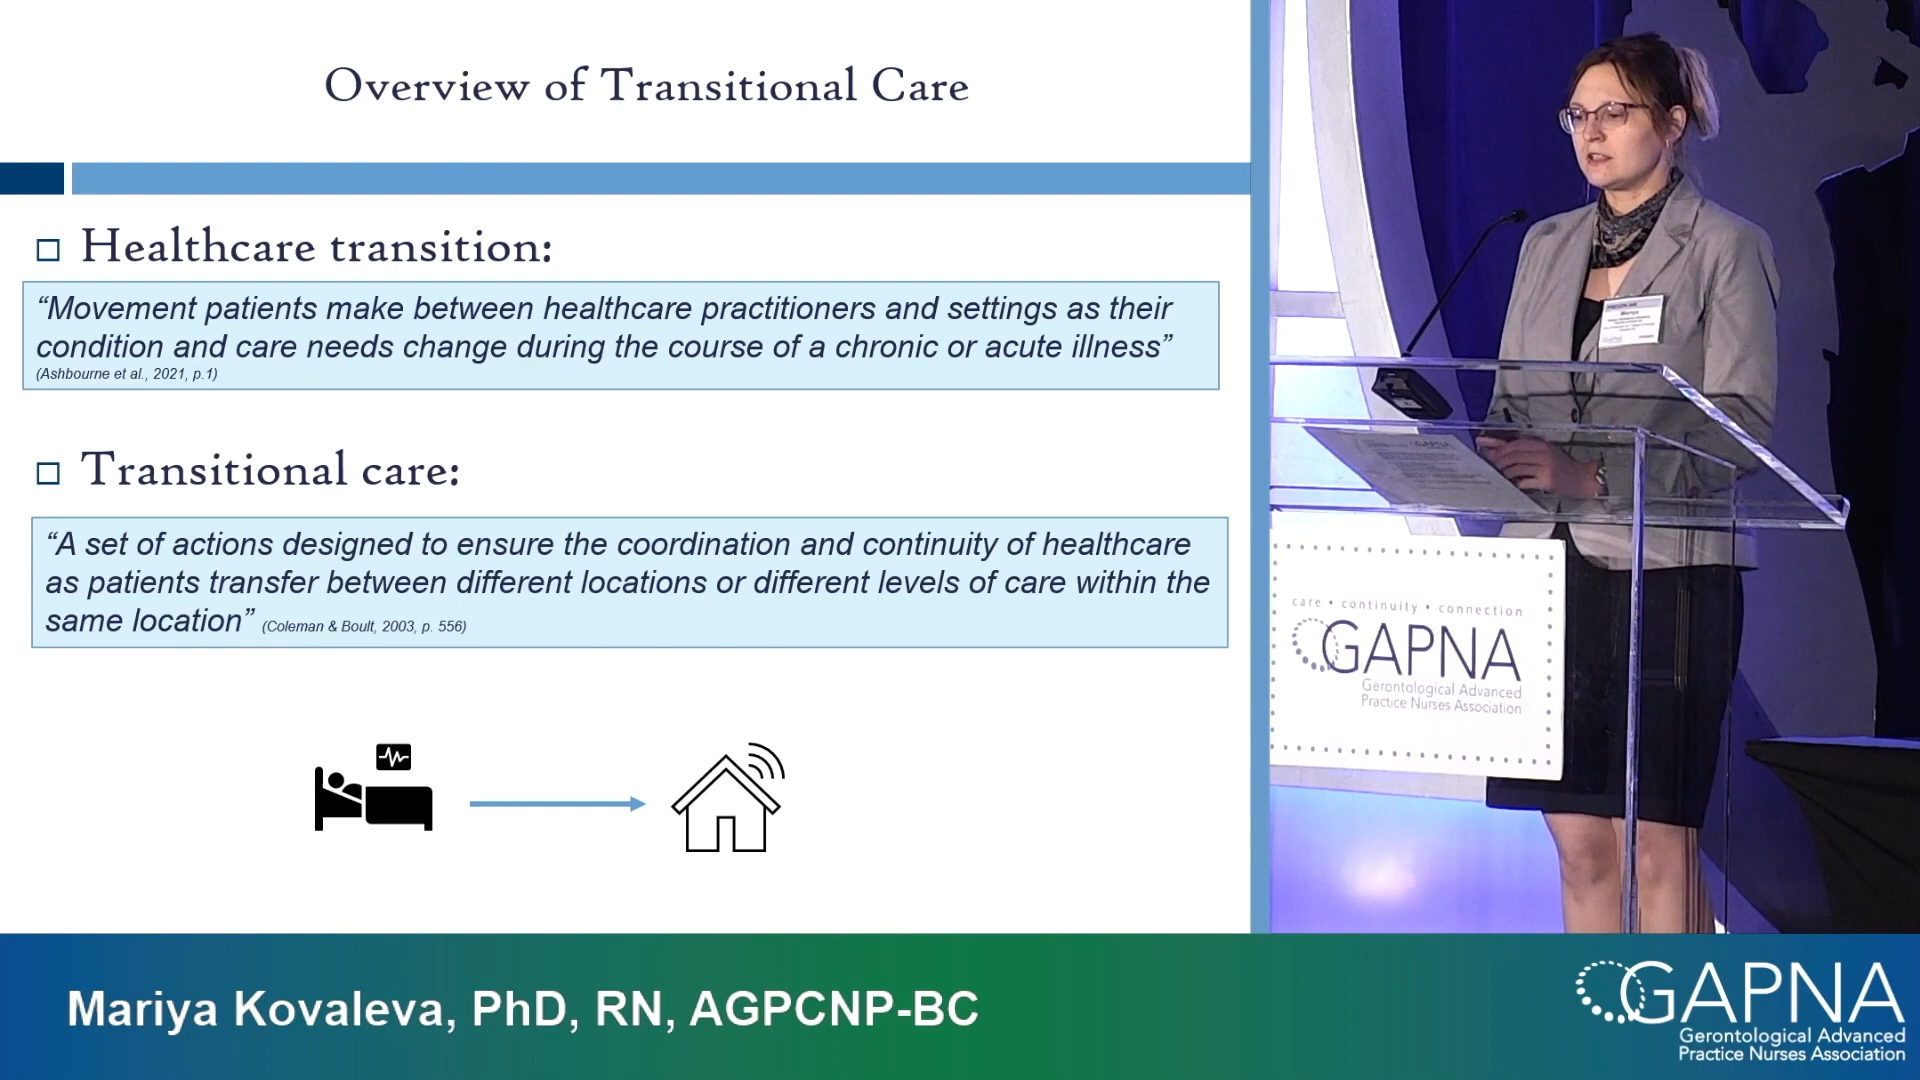 Overview of Transitional Care
Healthcare transition:
“Movement patients make between healthcare practitioners and settings as their
condition and care needs change during the course of a chronic or acute illness”
(Ashbourne et al., 2021, p.1)
Transitional care:
“A set of actions designed to ensure the coordination and continuity of healthcare
as patients transfer between different locations or different levels of care within the
same location” (Coleman & Boult, 2003, p. 556)
Mariya
care • continuity • connection
GAPNA
Gerontological Advanced
Practice Nurses Association
Mariya Kovaleva, PhD, RN, AGPCNP-BC
GAPNA
Gerontological Advanced
Practice Nurses Association